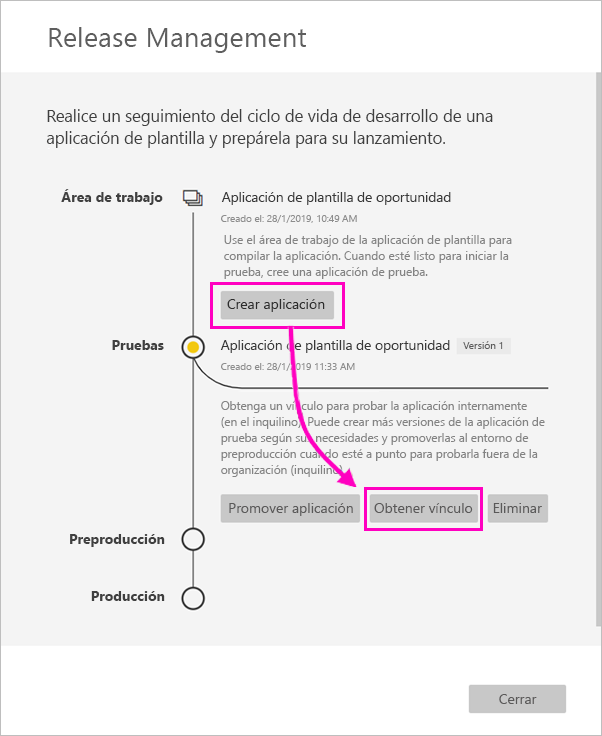 Release Management
Realice un seguimiento del ciclo de vida de desarrollo de una
aplicación de plantilla y prepárela para su lanzamiento.
Área de trabajo
Aplicación de plantilla de oportunidad
Creado el: 28/1/2019, 10:49 AM
Use el área de trabajo de la aplicación de plantilla para
compilar la aplicación. Cuando esté listo para iniciar la
prueba, cree una aplicación de prueba.
Crear aplicación
Pruebas
Aplicación de plantilla de oportunidad Versión 1
Creado el: 28/1/2019 11:33 AM
Obtenga un vínculo para probar la aplicación internamente
(en el inquilino). Puede crear más versiones de la aplicación de
prueba según sus necesidades y promoverlas al entorno de
preproducción cuando esté a punto para probarla fuera de la
organización (inquilino).
Promover aplicación Obtener vínculo Eliminar
Preproducción
Producción
Cerrar